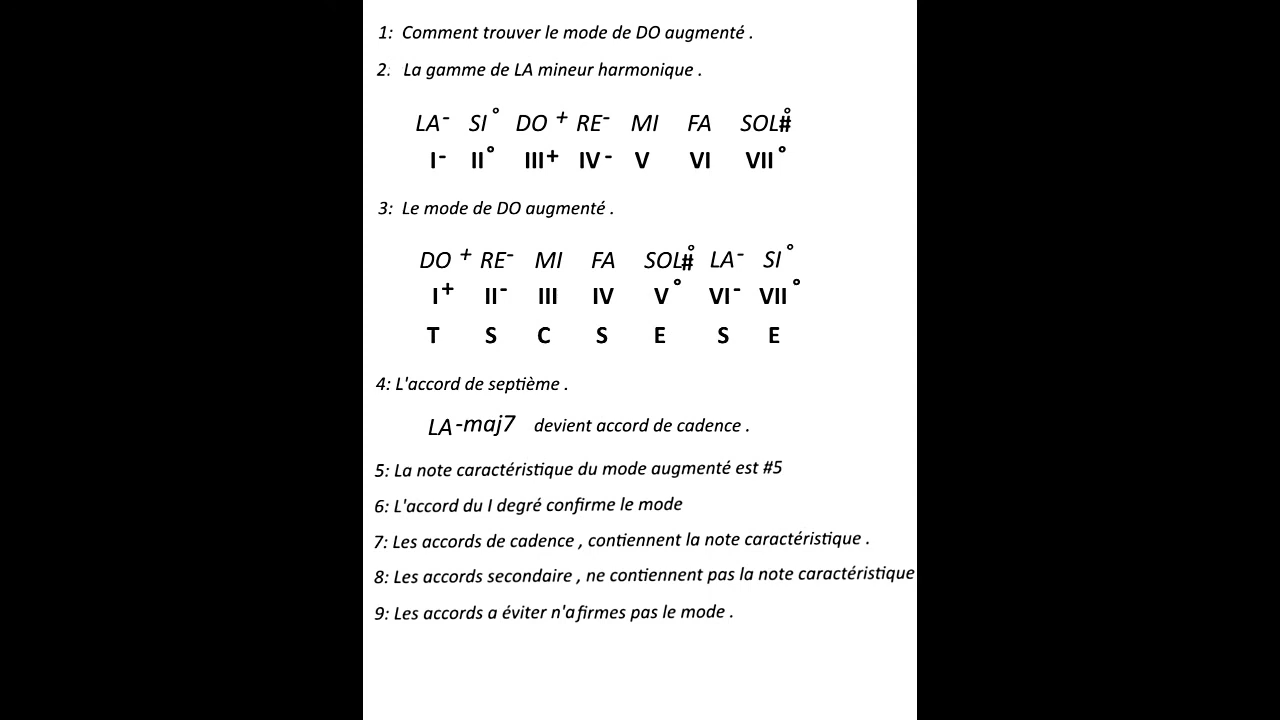 1: Comment trouver le mode de DO augmenté .
2. La gamme de LA mineur harmonique .
LA- SI° DO + RE- MI FA SOL#°
I- II° III+ IV- V VI VII°
3: Le mode de DO augmenté .
DO + RE- MI FA SOL#° LA- SI°
I+ II- III IV V° VI- VII°
T S C S E S E
4: L'accord de septième .
LA-maj7 devient accord de cadence .
5: La note caractéristique du mode augmenté est #5
6: L'accord du I degré confirme le mode
7: Les accords de cadence , contiennent la note caractéristique .
8: Les accords secondaire , ne contiennent pas la note caractéristique
9: Les accords a éviter n'afirmes pas le mode .